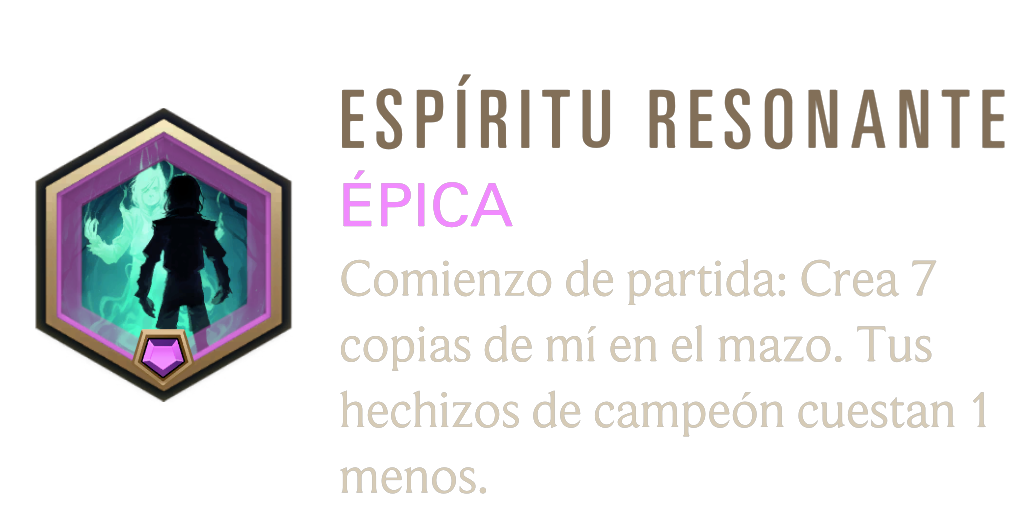 ESPÍRITU RESONANTE
ÉPICA
Comienzo de partida: Crea 7
copias de mí en el mazo. Tus
hechizos de campeón cuestan 1
menos.